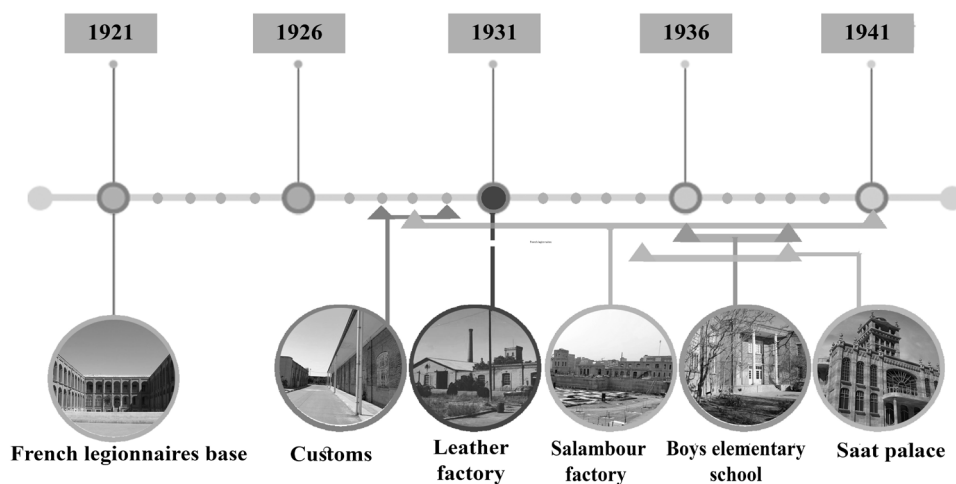 1921
1926
1931
1936
1941
French legionnaires base
Customs
Leather
factory
Salambour
factory
Boys elementary
school
Saat palace